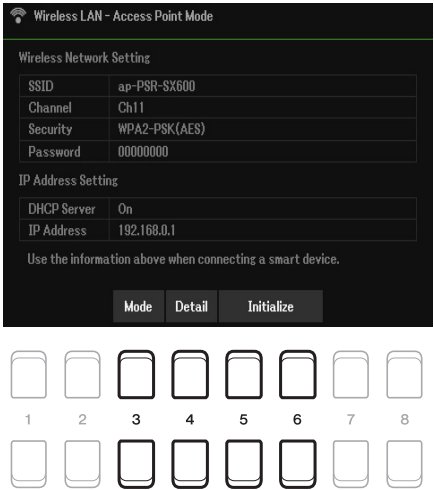 Wireless LAN - Access Point Mode
Wireless Network Setting
SSID ap-PSR-SX600
Channel Ch11
Security WPA2-PSK(AES)
Password 00000000
IP Address Setting
DHCP Server On
IP Address 192.168.0.1
Use the information above when connecting a smart device.
Mode Detail Initialize
1 2 3 4 5 6 7 8